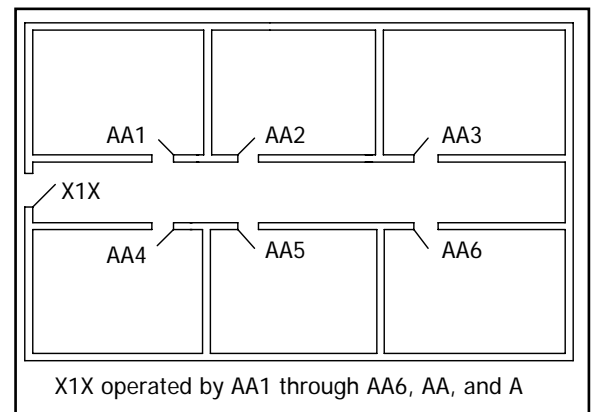 AA1 AA2 AA3
X1X
AA4 AA5 AA6
X1X operated by AA1 through AA6, AA, and A